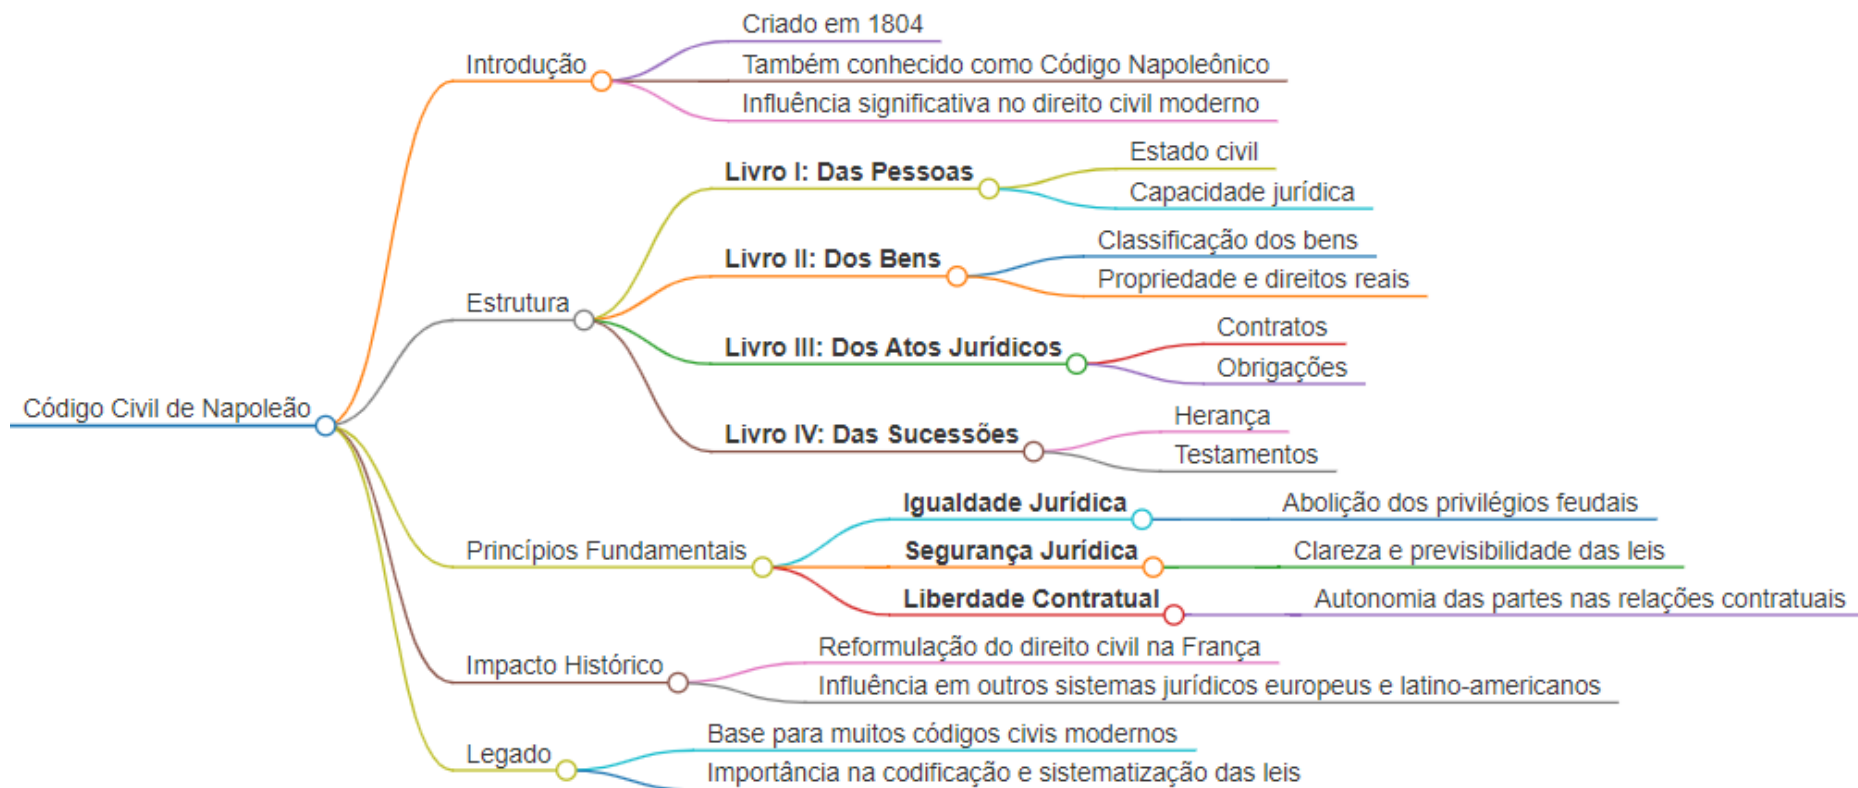 Código Civil de Napoleão
Introdução
Criado em 1804
Também conhecido como Código Napoleônico
Influência significativa no direito civil moderno
Estrutura
Livro I: Das Pessoas
Estado civil
Capacidade jurídica
Livro II: Dos Bens
Classificação dos bens
Propriedade e direitos reais
Livro III: Dos Atos Jurídicos
Contratos
Obrigações
Livro IV: Das Sucessões
Herança
Testamentos
Princípios Fundamentais
Igualdade Jurídica
Abolição dos privilégios feudais
Segurança Jurídica
Clareza e previsibilidade das leis
Liberdade Contratual
Autonomia das partes nas relações contratuais
Impacto Histórico
Reformulação do direito civil na França
Influência em outros sistemas jurídicos europeus e latino-americanos
Legado
Base para muitos códigos civis modernos
Importância na codificação e sistematização das leis